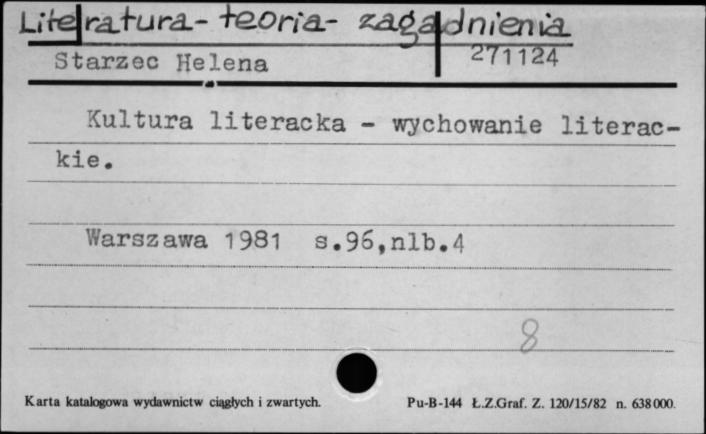 Literatura - teoria - zagadnienia
Starzec Helena
271124
Kultura literacka - wychowanie literac-
kie.
Warszawa 1981 s.96,nlb.4
8
Karta katalogowa wydawnictw ciągłych i zwartych.
Pu-B-144 Ł.Z.Graf. Z. 120/15/82 n. 638000.